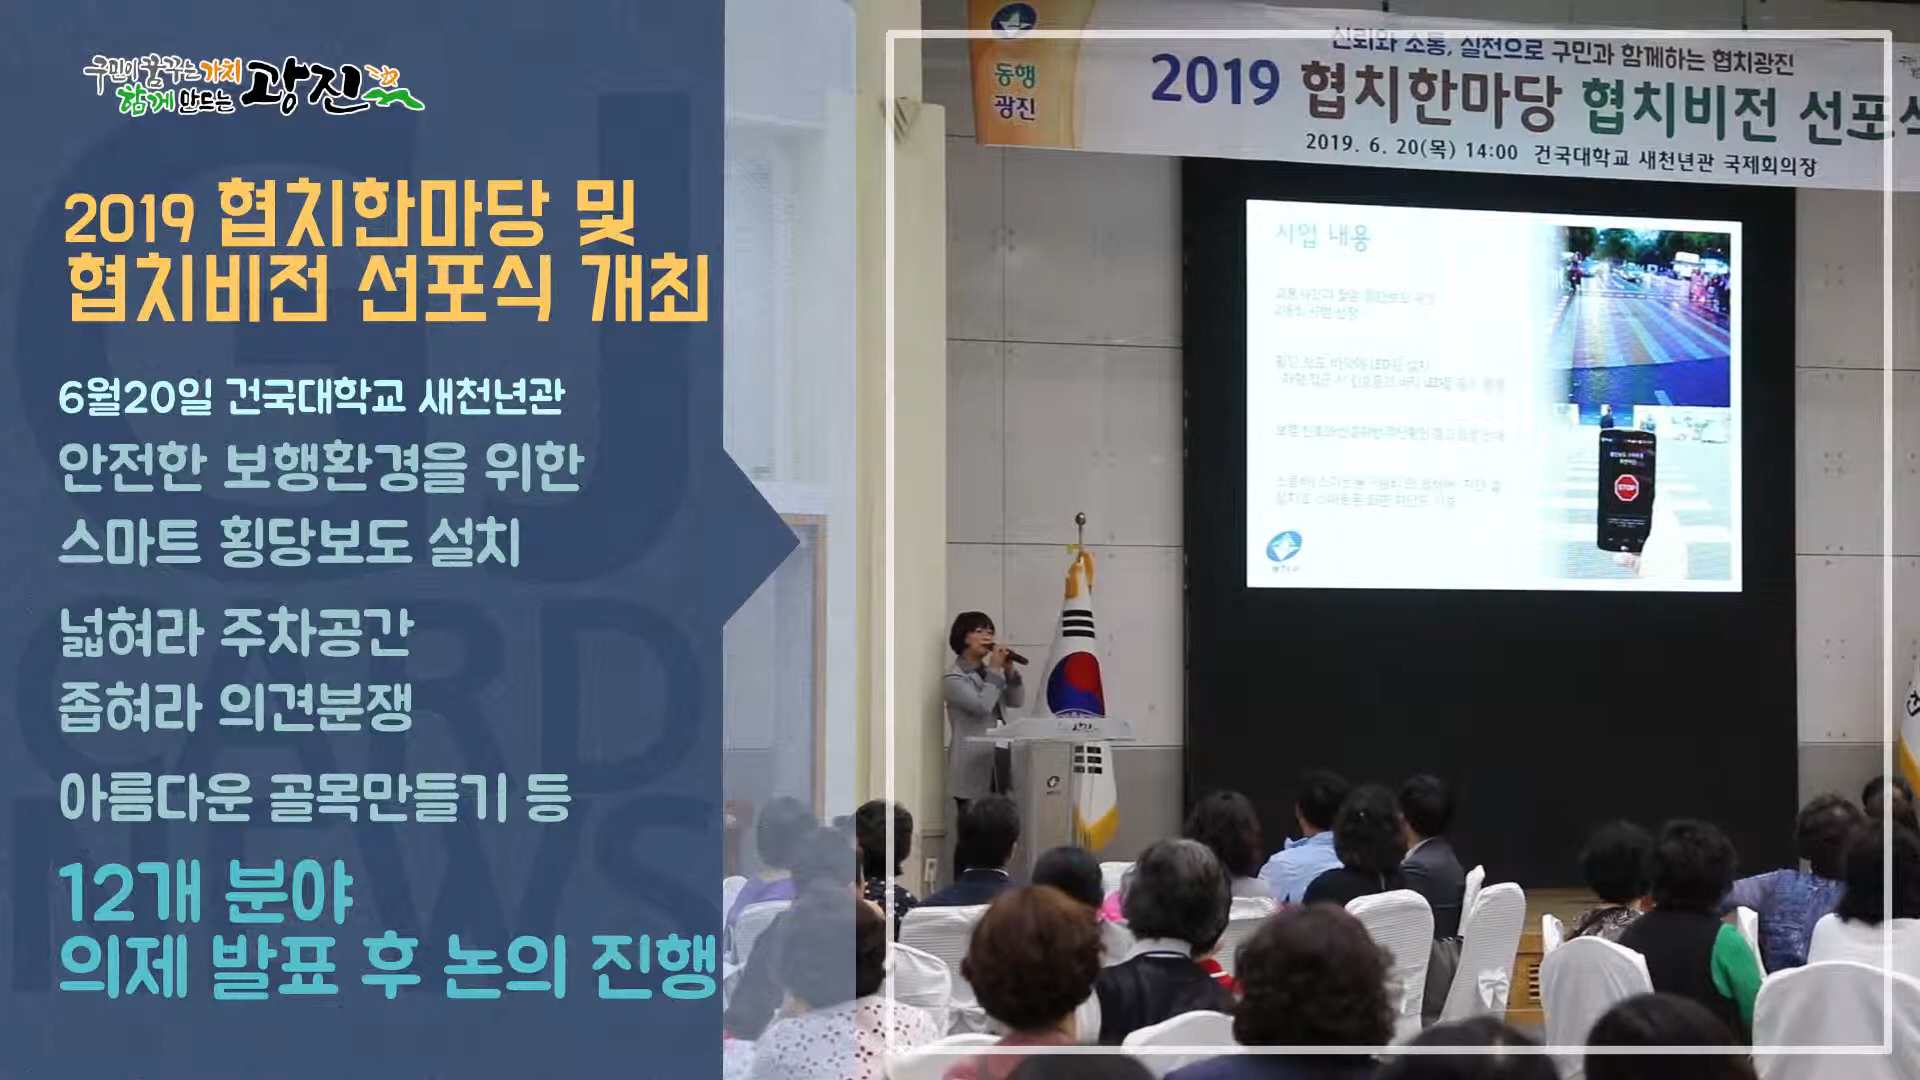 구민이 꿈꾸는 가치
함께 만드는 광진
2019 협치한마당 및
협치비전 선포식 개최
6월20일 건국대학교 새천년관
안전한 보행환경을 위한
스마트 횡당보도 설치
넓혀라 주차공간
좁혀라 의견분쟁
아름다운 골목만들기 등
12개 분야
의제 발표 후 논의 진행
GJ
CARD
NEWS
동행
광진
신뢰와 소통, 실천으로 구민과 함께하는 협치광진
2019 협치한마당 협치비전 선포식
2019. 6. 20(목) 14:00 건국대학교 새천년관 국제회의장
사업 내용
STOP